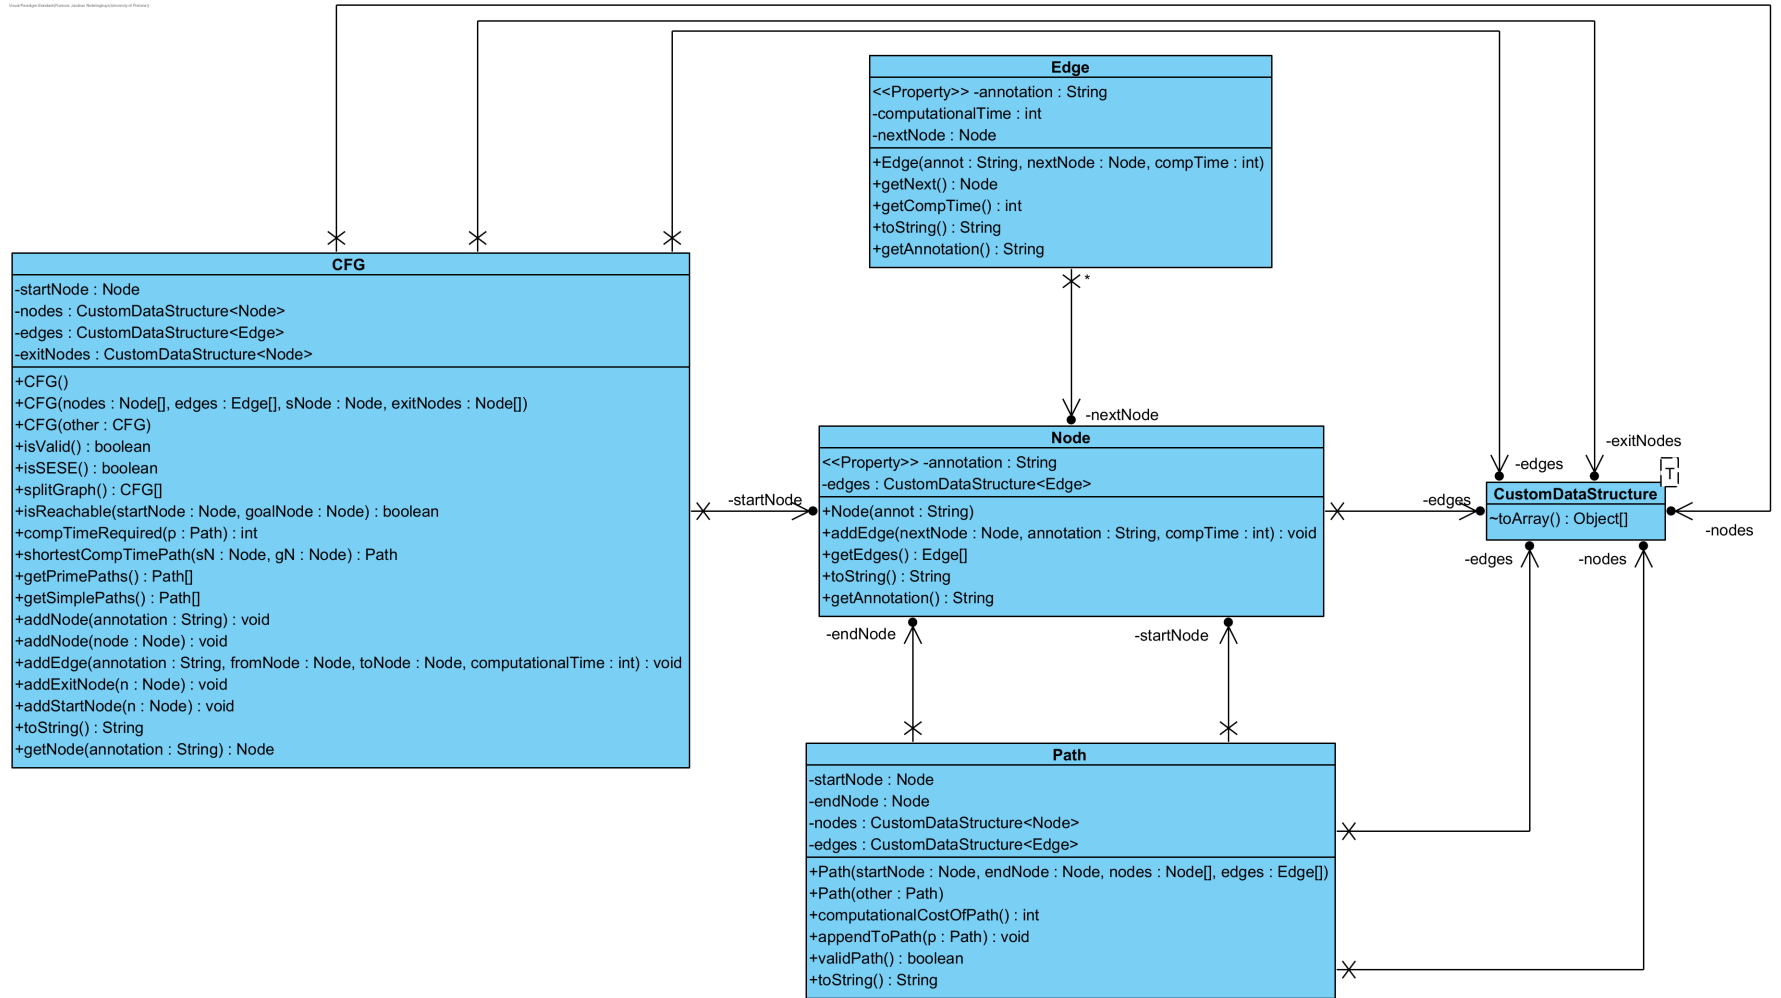 Visual Paradigm Standard(Francois Jacobus Redelinghuys(University of Pretoria))
Edge
<<Property>> -annotation : String
-computationalTime : int
-nextNode : Node
+Edge(annot : String, nextNode : Node, compTime : int)
+getNext() : Node
+getCompTime() : int
+toString() : String
+getAnnotation() : String
*
-nextNode
CFG
-startNode : Node
-nodes : CustomDataStructure<Node>
-edges : CustomDataStructure<Edge>
-exitNodes : CustomDataStructure<Node>
+CFG()
+CFG(nodes : Node[], edges : Edge[], sNode : Node, exitNodes : Node[])
+CFG(other : CFG)
+isValid() : boolean
+isSESE() : boolean
+splitGraph() : CFG[]
+isReachable(startNode : Node, goalNode : Node) : boolean
+compTimeRequired(p : Path) : int
+shortestCompTimePath(sN : Node, gN : Node) : Path
+getPrimePaths() : Path[]
+getSimplePaths() : Path[]
+addNode(annotation : String) : void
+addNode(node : Node) : void
+addEdge(annotation : String, fromNode : Node, toNode : Node, computationalTime : int) : void
+addExitNode(n : Node) : void
+addStartNode(n : Node) : void
+toString() : String
+getNode(annotation : String) : Node
-startNode
Node
<<Property>> -annotation : String
-edges : CustomDataStructure<Edge>
+Node(annot : String)
+addEdge(nextNode : Node, annotation : String, compTime : int) : void
+getEdges() : Edge[]
+toString() : String
+getAnnotation() : String
-edges
-edges
-exitNodes
T
CustomDataStructure
~toArray() : Object[]
-nodes
-edges
-nodes
-endNode
-startNode
Path
-startNode : Node
-endNode : Node
-nodes : CustomDataStructure<Node>
-edges : CustomDataStructure<Edge>
+Path(startNode : Node, endNode : Node, nodes : Node[], edges : Edge[])
+Path(other : Path)
+computationalCostOfPath() : int
+appendToPath(p : Path) : void
+validPath() : boolean
+toString() : String